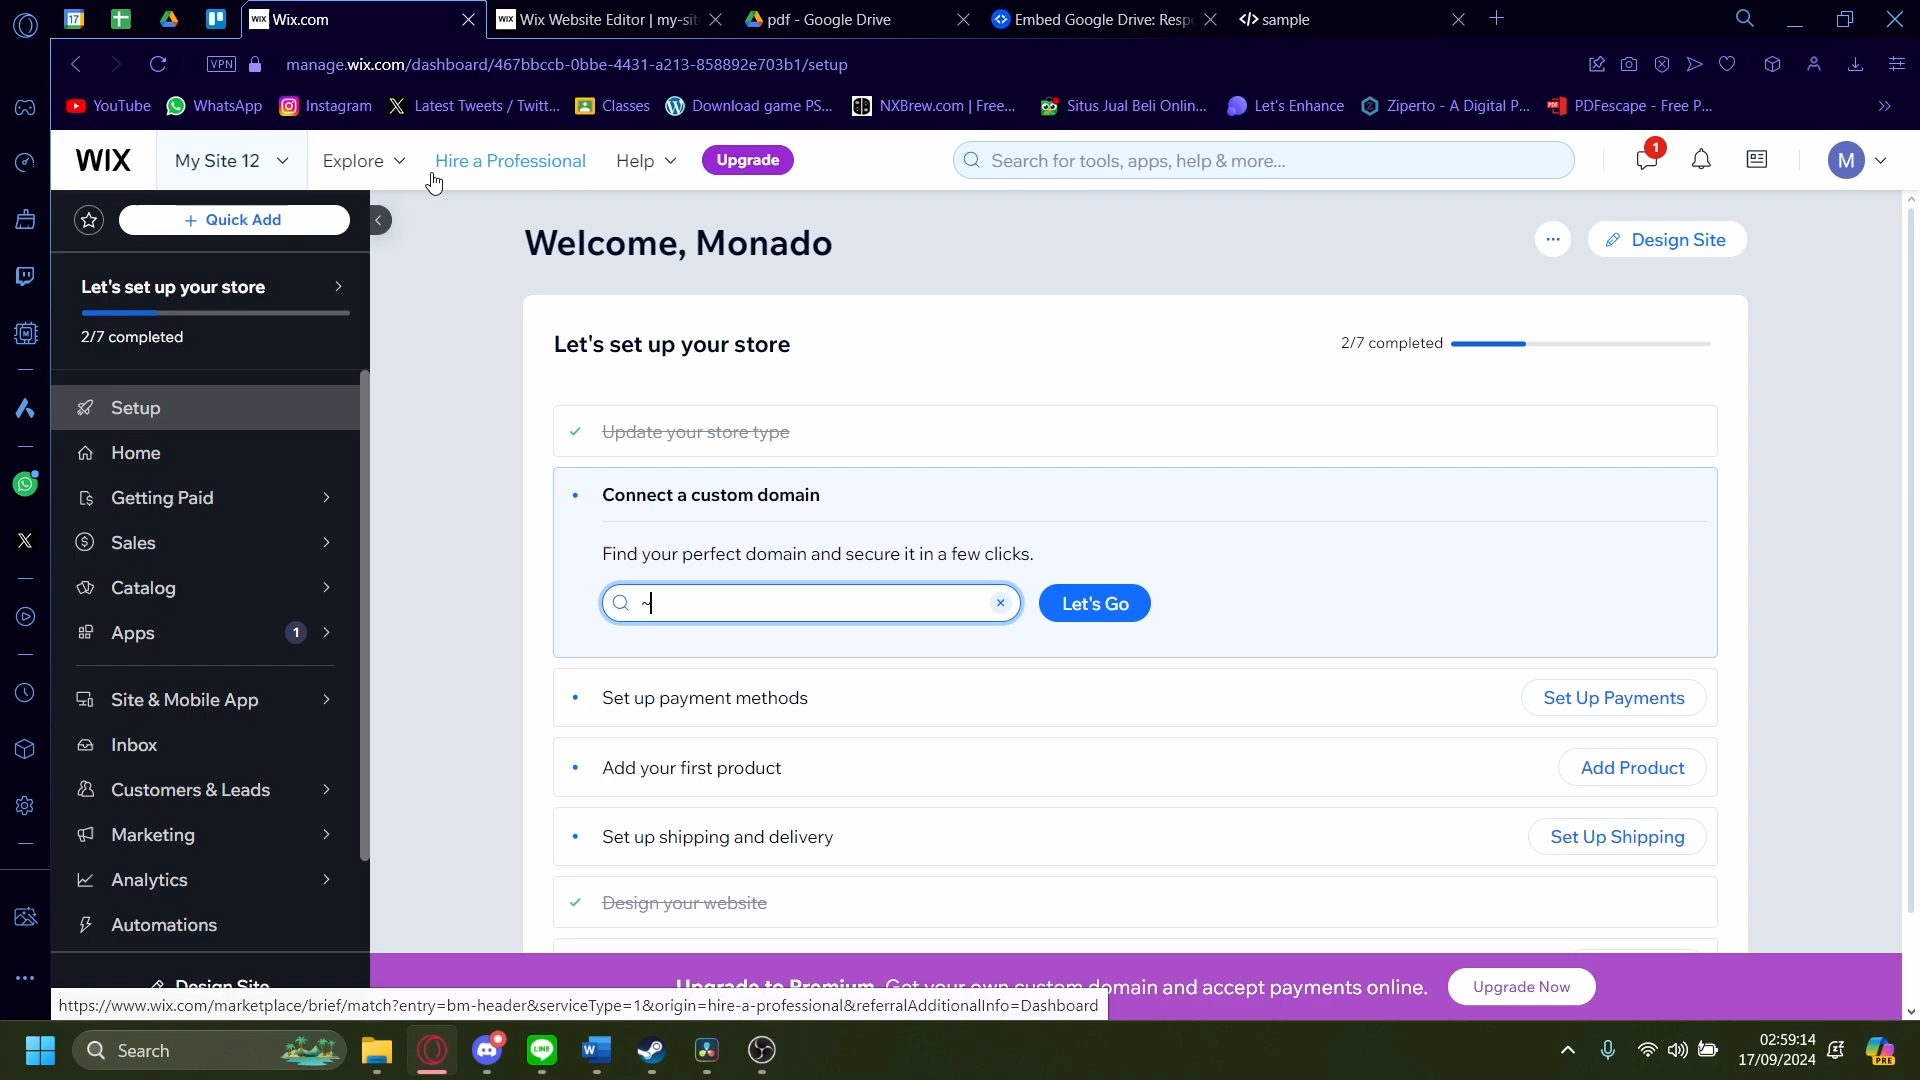 17
WIX Wix.com
WIX Wix Website Editor | my-sit
pdf - Google Drive
Embed Google Drive: Resp
</> sample
VPN
manage.wix.com/dashboard/467bbccb-0bbe-4431-a213-858892e703b1/setup
YouTube
WhatsApp
Instagram
Latest Tweets / Twitt...
Classes
Download game PS...
NXBrew.com | Free...
Situs Jual Beli Onlin...
Let's Enhance
Ziperto - A Digital P...
PDFescape - Free P...
WIX
My Site 12
Explore
Hire a Professional
Help
Upgrade
Search for tools, apps, help & more...
1
M
+ Quick Add
Let's set up your store
2/7 completed
Setup
Home
Getting Paid
Sales
Catalog
Apps
1
Site & Mobile App
Inbox
Customers & Leads
Marketing
Analytics
Automations
Design Site
Welcome, Monado
... Design Site
Let's set up your store
2/7 completed
Update your store type
Connect a custom domain
Find your perfect domain and secure it in a few clicks.
~
Let's Go
Set up payment methods
Set Up Payments
Add your first product
Add Product
Set up shipping and delivery
Set Up Shipping
Design your website
Upgrade to Premium Get your own custom domain and accept payments online.
Upgrade Now
https://www.wix.com/marketplace/brief/match?entry=bm-header&serviceType=1&origin=hire-a-professional&referralAdditionalInfo=Dashboard
Search
02:59:14
17/09/2024
PRE